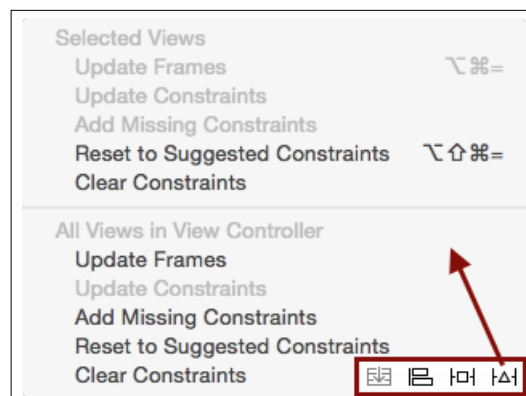 Selected Views
Update Frames ⌥⌘=
Update Constraints
Add Missing Constraints
Reset to Suggested Constraints ⌥⇧⌘=
Clear Constraints
All Views in View Controller
Update Frames
Update Constraints
Add Missing Constraints
Reset to Suggested Constraints
Clear Constraints